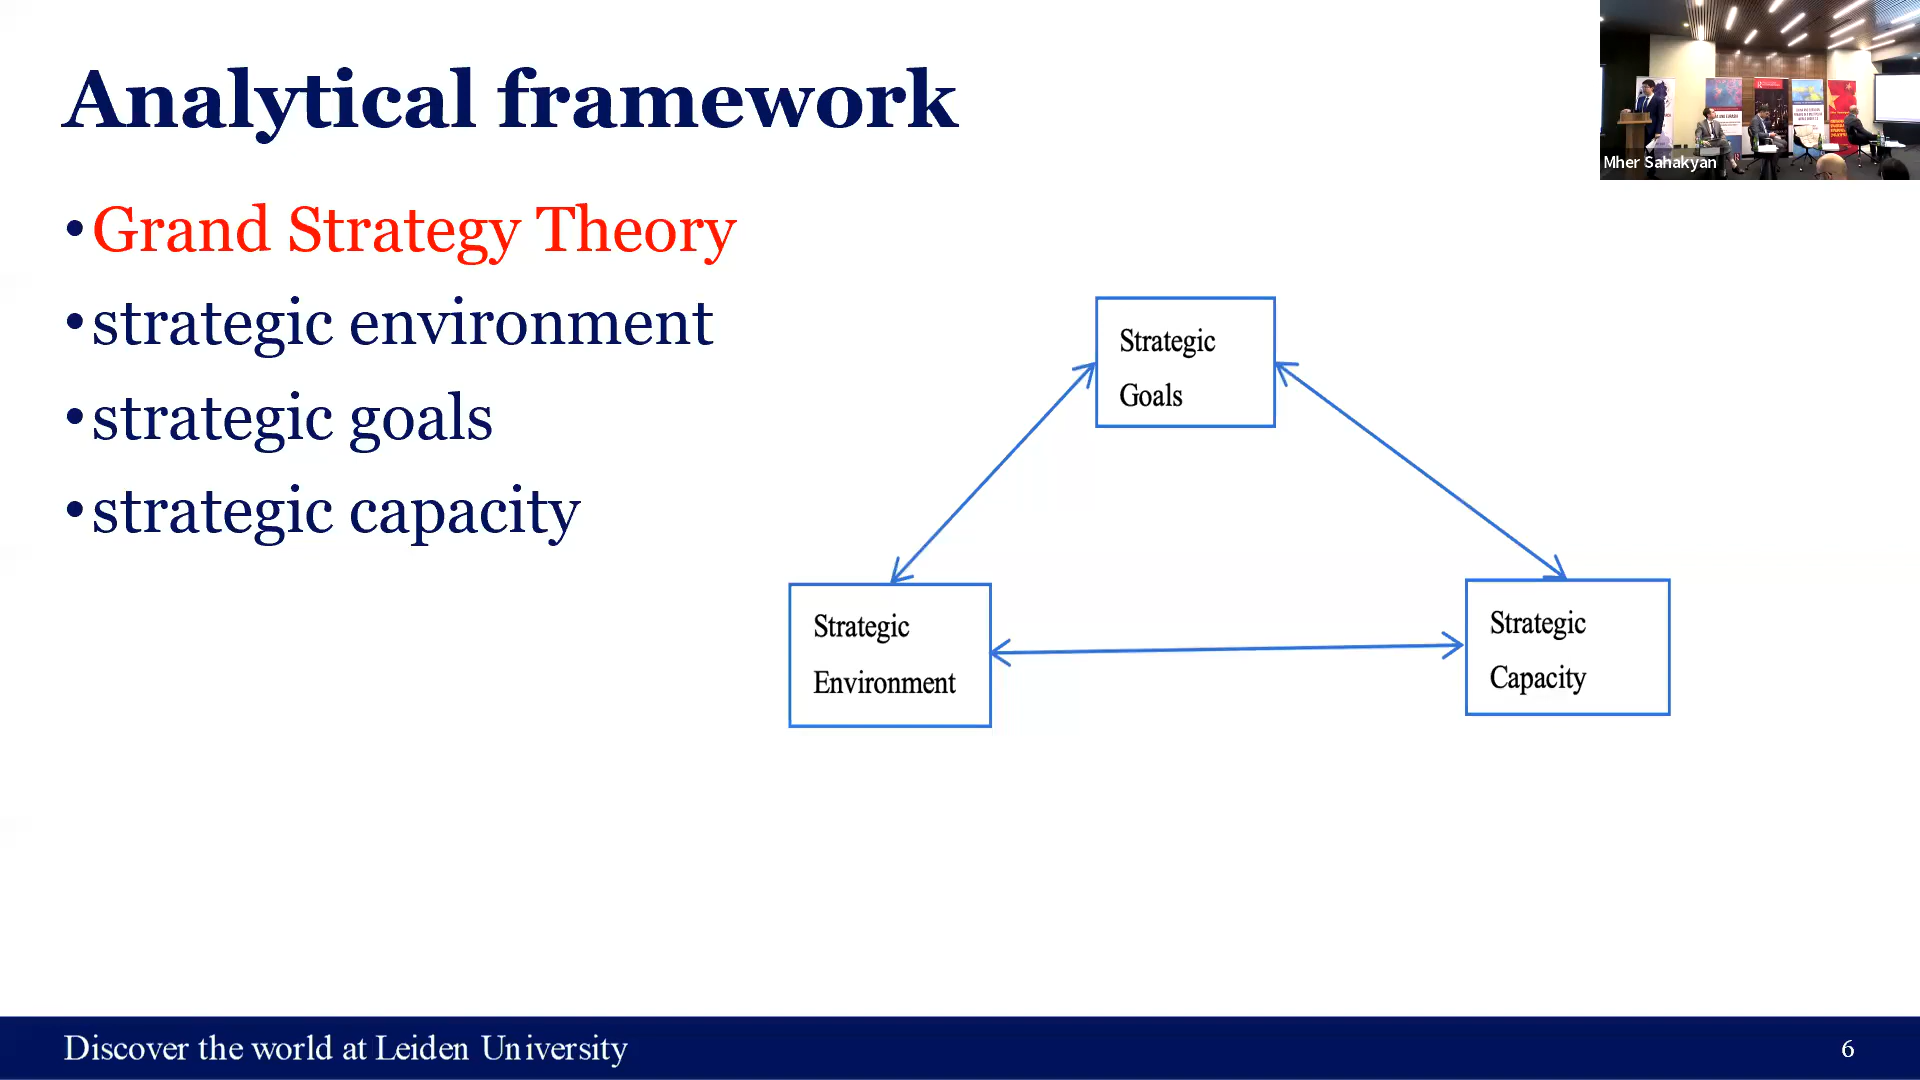 Analytical framework
•Grand Strategy Theory
•strategic environment
•strategic goals
•strategic capacity
Strategic
Goals
Strategic
Environment
Strategic
Capacity
Mher Sahakyan
Discover the world at Leiden University
6